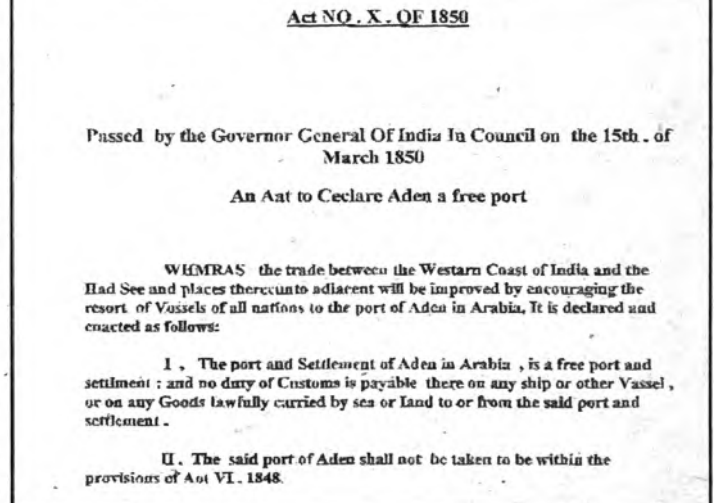 Act NO . X . OF 1850
Passed by the Governor General Of India In Council on the 15th . of
March 1850
An Aat to Ceclare Aden a free port
WHMRAS the trade between the Westarn Coast of India and the
Had See and places thereunto adiarent will be improved by encouraging the
resort of Vassels of all nations to the port of Aden in Arabia, It is declared and
enacted as follows:
I , The port and Settlement of Aden in Arabia , is a free port and
setilment : and no duty of Customs is payable there on any ship or other Vassel ,
or on any Goods lawfully carried by sea or Iand to or from the said port and
settlement .
II . The said port of Aden shall not be taken to be within the
provisions of Aot VI . 1848.